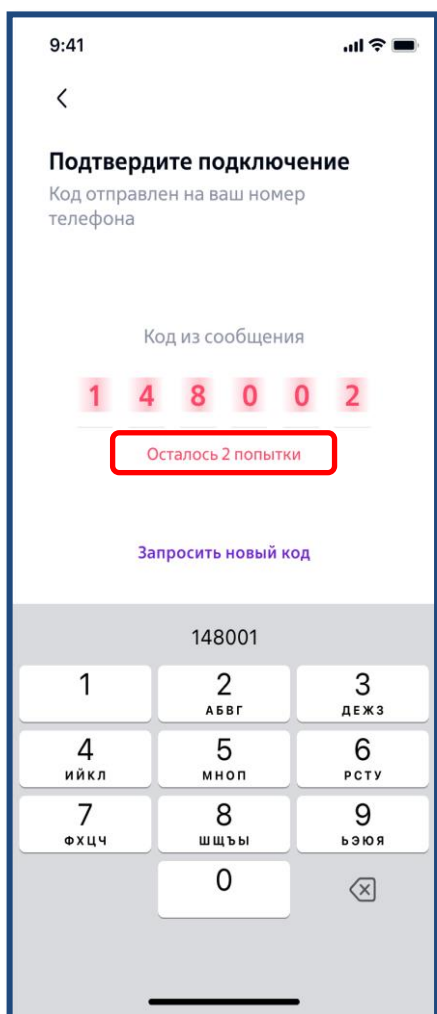 9:41
Подтвердите подключение
Код отправлен на ваш номер
телефона
Код из сообщения
1 4 8 0 0 2
Осталось 2 попытки
Запросить новый код
148001
1 2 3
АБВГ ДЕЖЗ
4 5 6
ИЙКЛ МНОП РСТУ
7 8 9
ФХЦЧ ШЩЪЫ ЬЭЮЯ
0